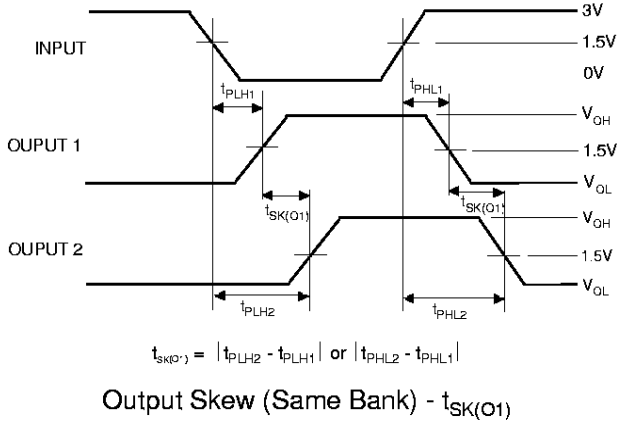 3V
INPUT
1.5V
0V
tPLH1
tPHL1
VOH
OUPUT 1
1.5V
VOL
tSK(O1)
tSK(O1)
VOH
OUPUT 2
1.5V
VOL
tPLH2
tPHL2
tSK(O1) = |tPLH2 - tPLH1| or |tPHL2 - tPHL1|
Output Skew (Same Bank) - tSK(O1)